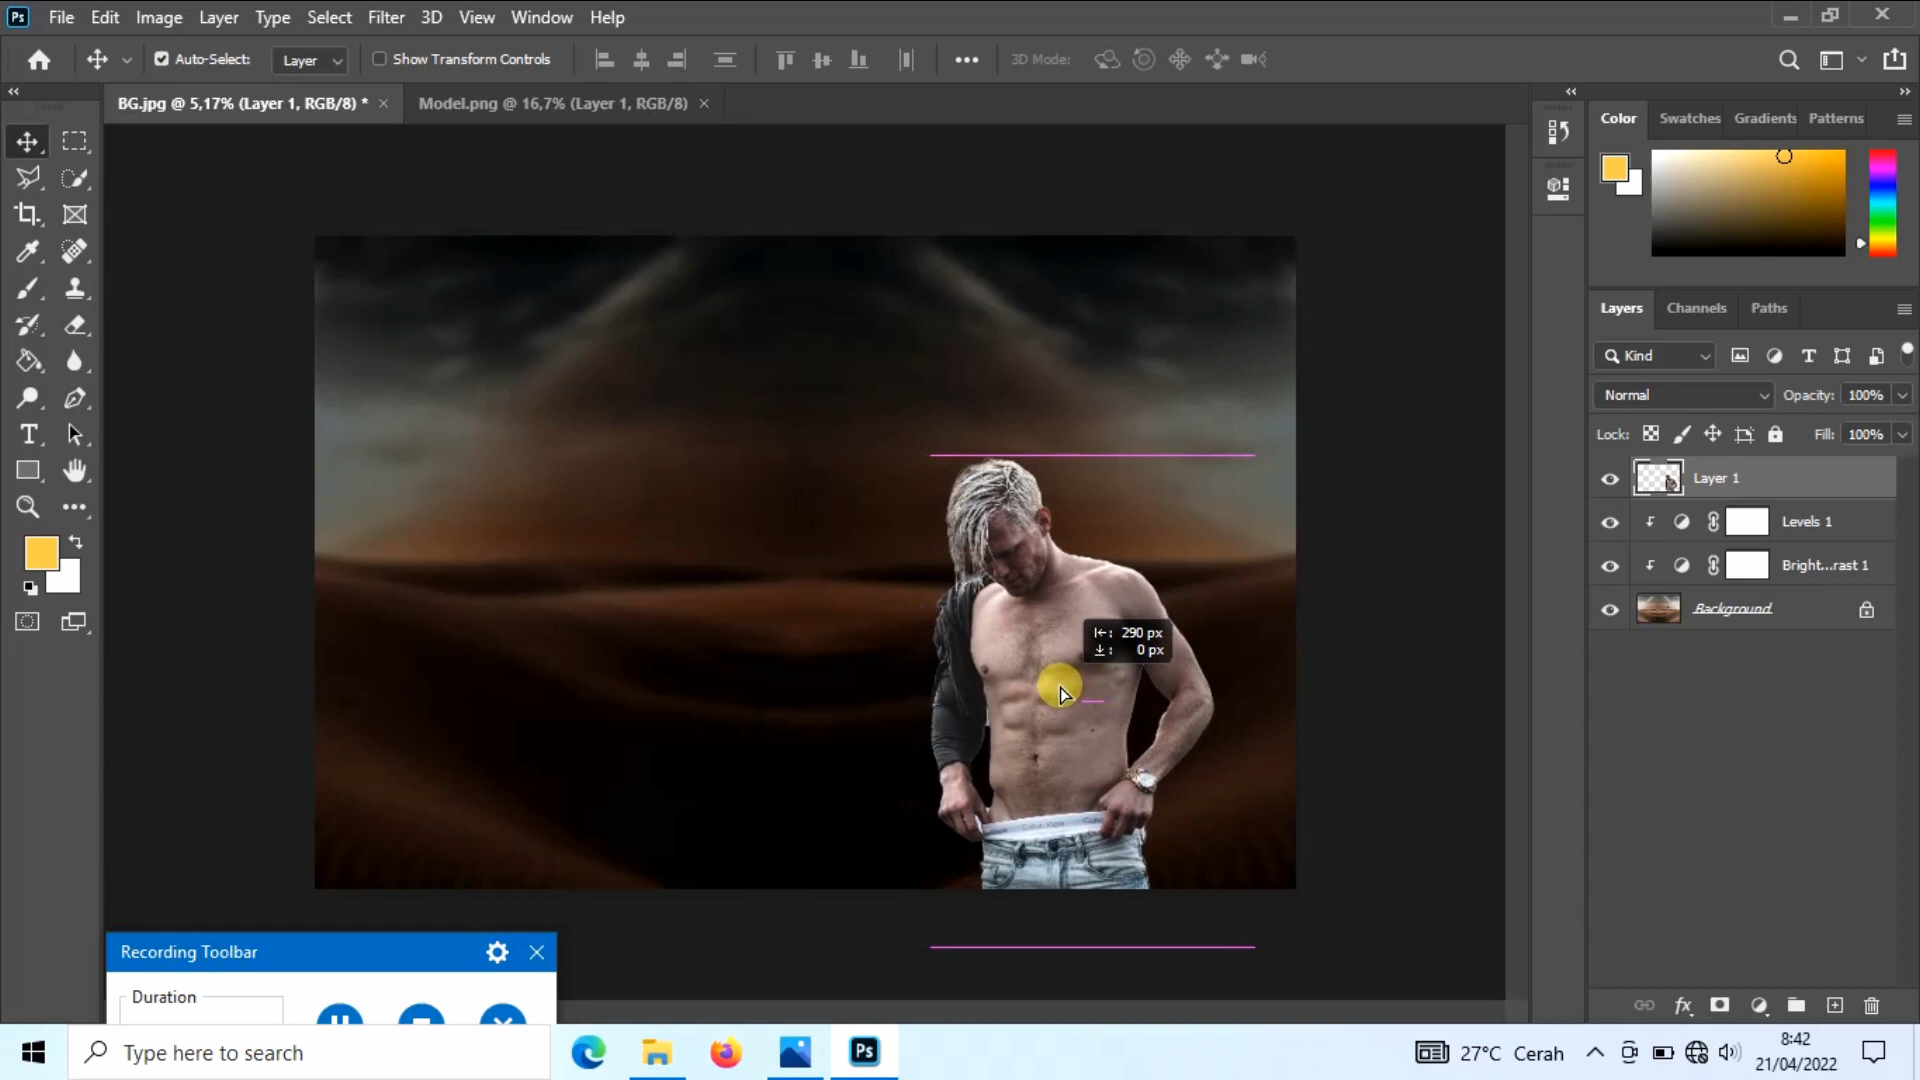 Ps File Edit Image Layer Type Select Filter 3D View Window Help
Auto-Select: Layer Show Transform Controls 3D Mode:
BG.jpg @ 5,17% (Layer 1, RGB/8) * Model.png @ 16,7% (Layer 1, RGB/8)
Color Swatches Gradients Patterns
Layers Channels Paths
Kind
Normal Opacity: 100%
Lock: Fill: 100%
Layer 1
Levels 1
Bright...rast 1
Background
290 px
0 px
Calvin Klein
Recording Toolbar
Duration
Type here to search
Ps
27°C Cerah
8:42
21/04/2022